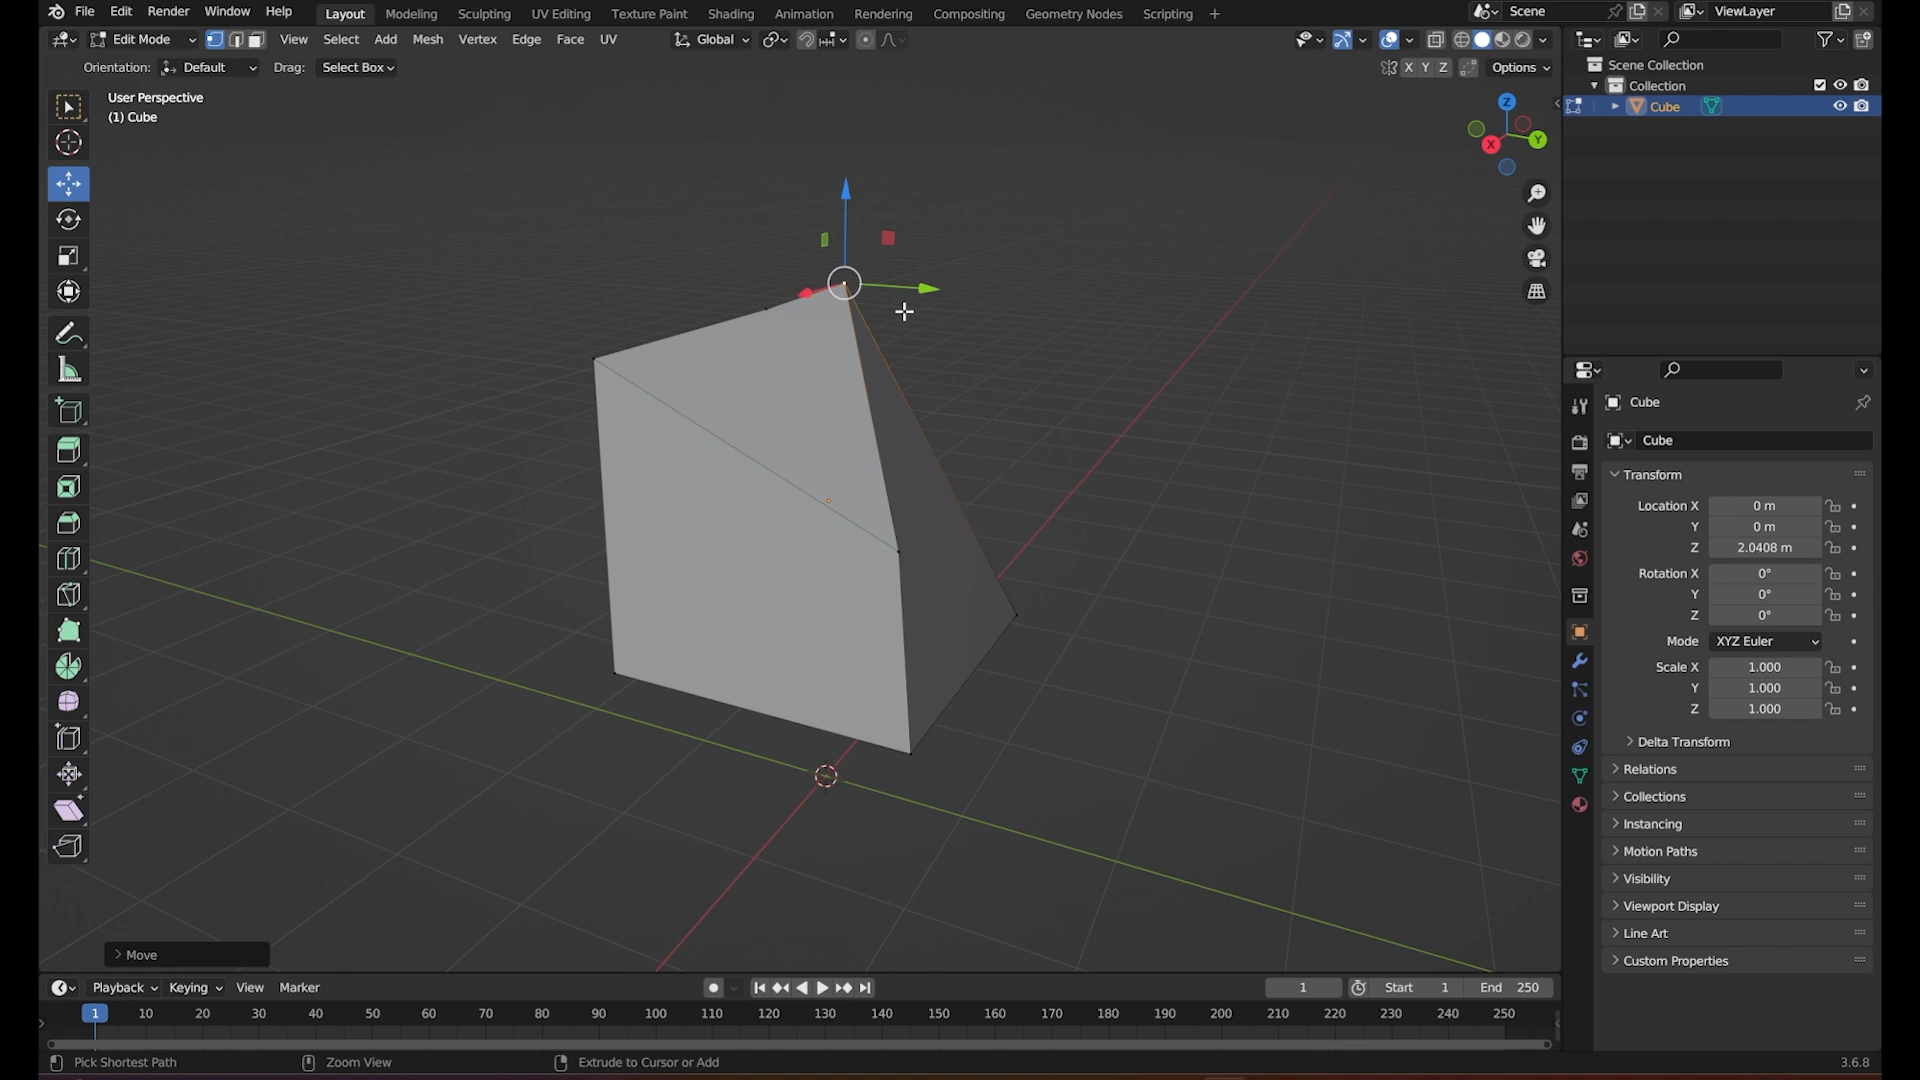 File Edit Render Window Help Layout Modeling Sculpting UV Editing Texture Paint Shading Animation Rendering Compositing Geometry Nodes Scripting + Scene ViewLayer
Edit Mode View Select Add Mesh Vertex Edge Face UV Global
Orientation: Default Drag: Select Box X Y Z Options
User Perspective
(1) Cube
Z
Y
X
Scene Collection
Collection
Cube
Cube
Cube
Transform
Location X 0 m
Y 0 m
Z 2.0408 m
Rotation X 0°
Y 0°
Z 0°
Mode XYZ Euler
Scale X 1.000
Y 1.000
Z 1.000
Delta Transform
Relations
Collections
Instancing
Motion Paths
Visibility
Viewport Display
Line Art
Custom Properties
Move
Playback Keying View Marker 1 Start 1 End 250
1 10 20 30 40 50 60 70 80 90 100 110 120 130 140 150 160 170 180 190 200 210 220 230 240 250
Pick Shortest Path Zoom View Extrude to Cursor or Add 3.6.8